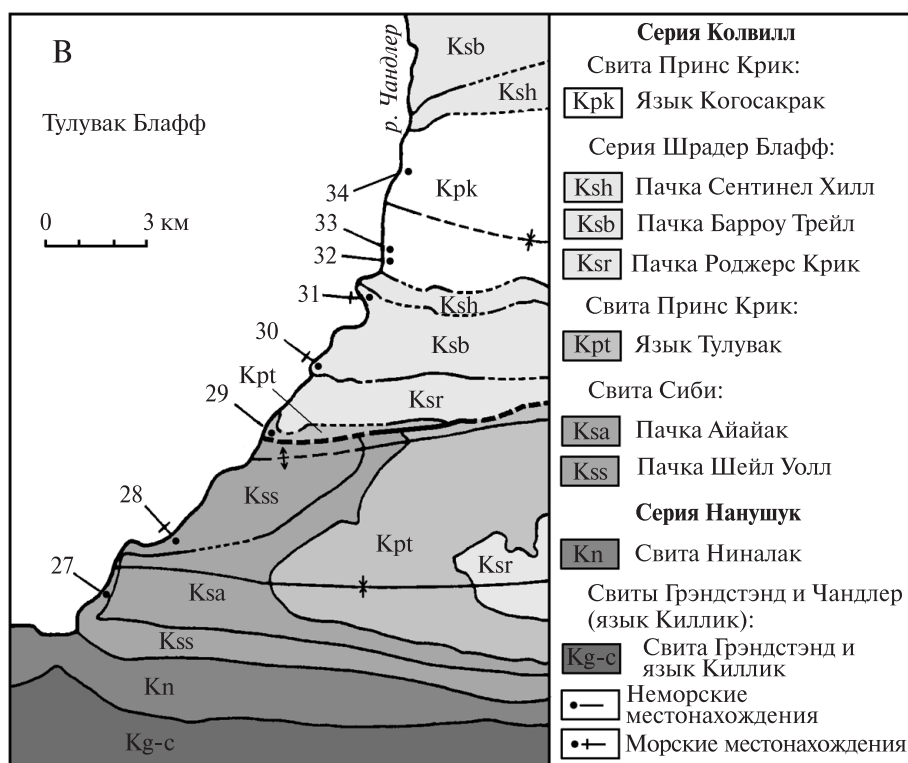 В
Тулувак Блафф
0 3 км
р. Чандлер
Ksb
Ksh
34
Kpk
33
32
31
Ksh
30
Ksb
Kpt
29
Ksr
Kss
28
Kpt
Ksr
27
Ksa
Kss
Kn
Kg-c
Серия Колвилл
Свита Принс Крик:
Kpk Язык Когосакрак
Серия Шрадер Блафф:
Ksh Пачка Сентинел Хилл
Ksb Пачка Барроу Трейл
Ksr Пачка Роджерс Крик
Свита Принс Крик:
Kpt Язык Тулувак
Свита Сиби:
Ksa Пачка Айайак
Kss Пачка Шейл Уолл
Серия Нанушук
Kn Свита Ниналак
Свиты Грэндстэнд и Чандлер
(язык Киллик):
Kg-c Свита Грэндстэнд и
язык Киллик
Неморские
местонахождения
Морские местонахождения